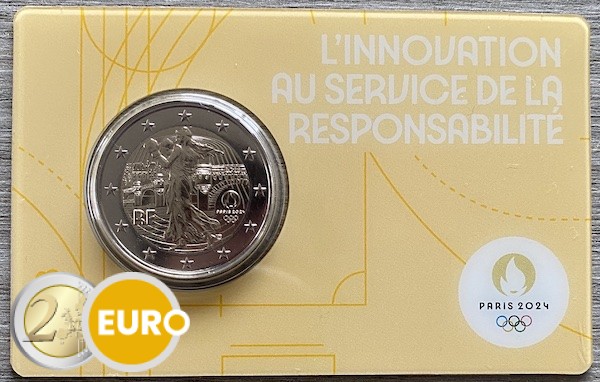 L'INNOVATION
AU SERVICE DE LA
RESPONSABILITÉ
RF
PARIS 2024
PARIS 2024
2 EURO